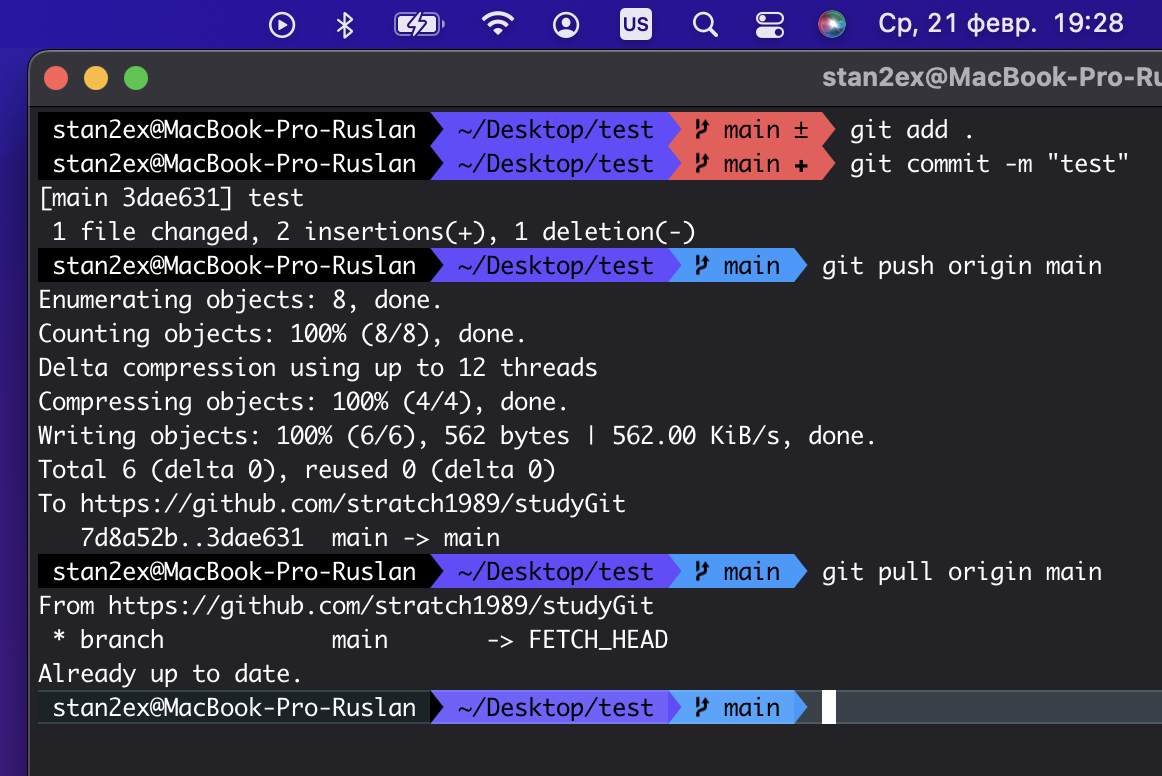 US Ср, 21 февр. 19:28
stan2ex@MacBook-Pro-Ru
stan2ex@MacBook-Pro-Ruslan ~/Desktop/test main ± git add .
stan2ex@MacBook-Pro-Ruslan ~/Desktop/test main + git commit -m "test"
[main 3dae631] test
1 file changed, 2 insertions(+), 1 deletion(-)
stan2ex@MacBook-Pro-Ruslan ~/Desktop/test main git push origin main
Enumerating objects: 8, done.
Counting objects: 100% (8/8), done.
Delta compression using up to 12 threads
Compressing objects: 100% (4/4), done.
Writing objects: 100% (6/6), 562 bytes | 562.00 KiB/s, done.
Total 6 (delta 0), reused 0 (delta 0)
To https://github.com/stratch1989/studyGit
7d8a52b..3dae631 main -> main
stan2ex@MacBook-Pro-Ruslan ~/Desktop/test main git pull origin main
From https://github.com/stratch1989/studyGit
* branch main -> FETCH_HEAD
Already up to date.
stan2ex@MacBook-Pro-Ruslan ~/Desktop/test main